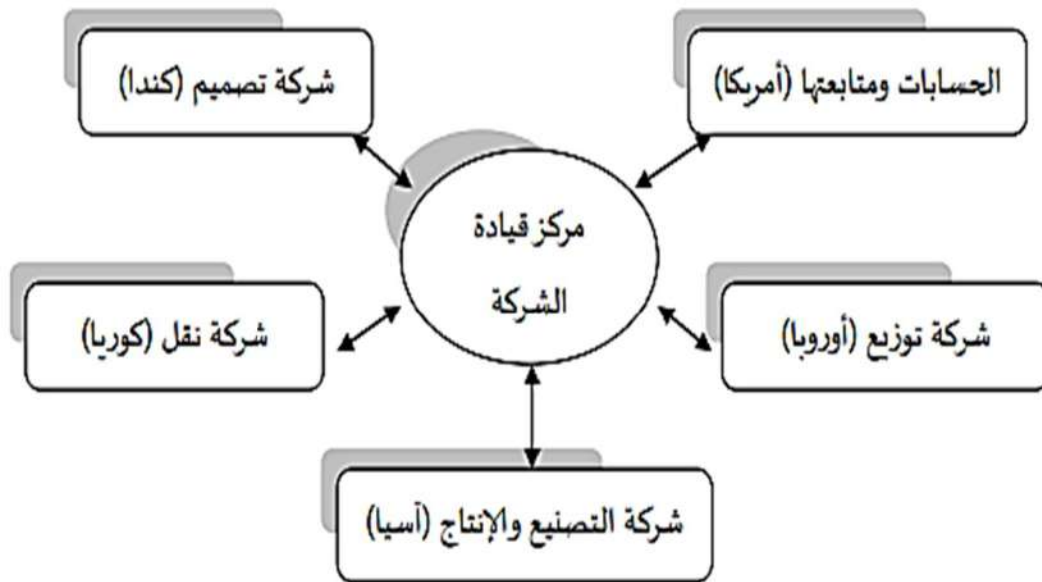 الحسابات ومتابعتها (أمريكا)
شركة تصميم (كندا)
مركز قيادة
الشركة
شركة توزيع (أوروبا)
شركة نقل (كوريا)
شركة التصنيع والإنتاج (آسيا)